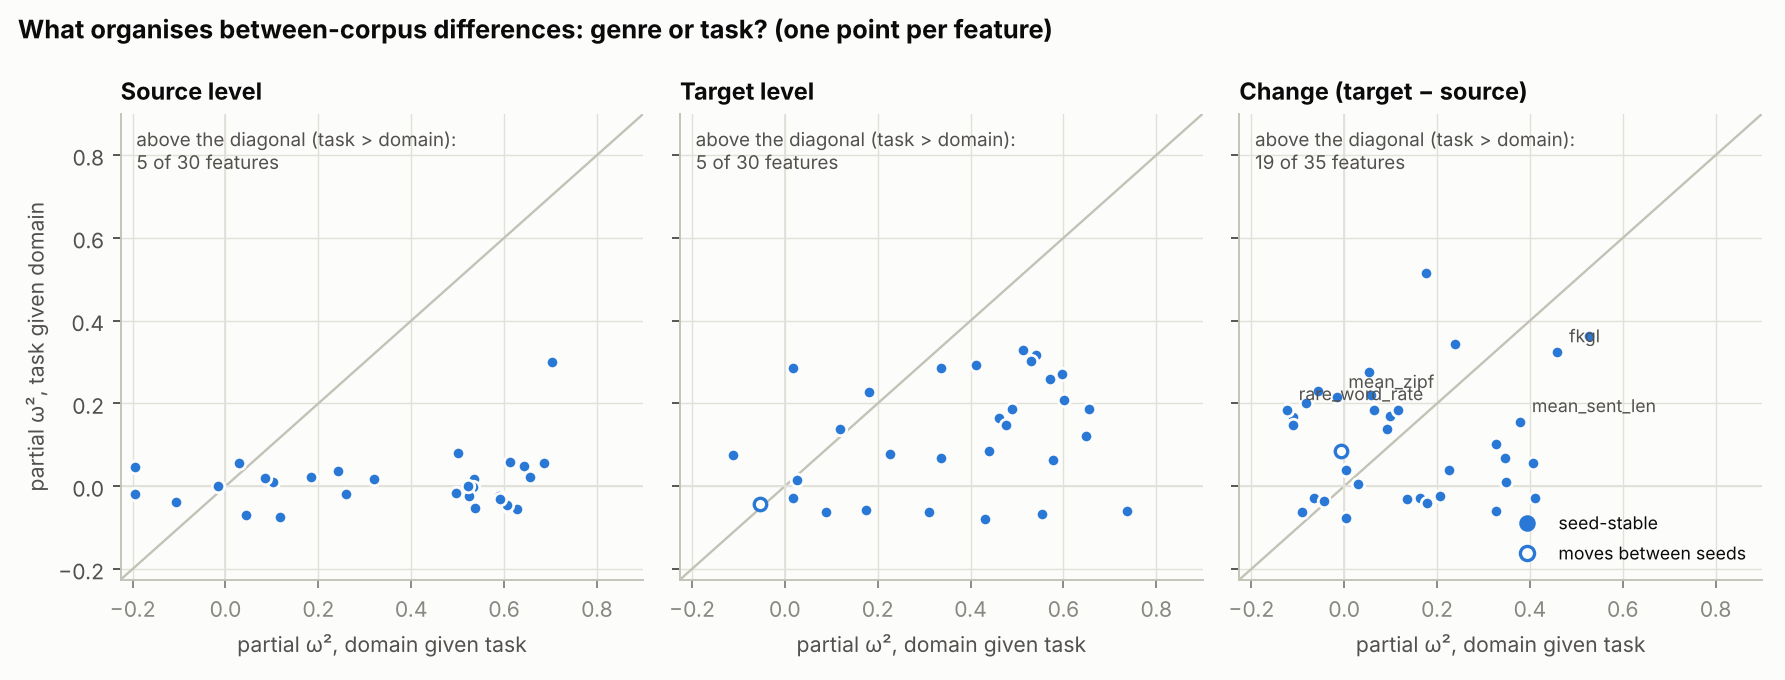 What organises between-corpus differences: genre or task? (one point per feature)
Source level
Target level
Change (target − source)
above the diagonal (task > domain):
5 of 30 features
above the diagonal (task > domain):
5 of 30 features
above the diagonal (task > domain):
19 of 35 features
partial ω², task given domain
0.8
0.6
0.4
0.2
0.0
−0.2
fkgl
mean_zipf
rare_word_rate
mean_sent_len
seed-stable
moves between seeds
−0.2 0.0 0.2 0.4 0.6 0.8
−0.2 0.0 0.2 0.4 0.6 0.8
−0.2 0.0 0.2 0.4 0.6 0.8
partial ω², domain given task
partial ω², domain given task
partial ω², domain given task